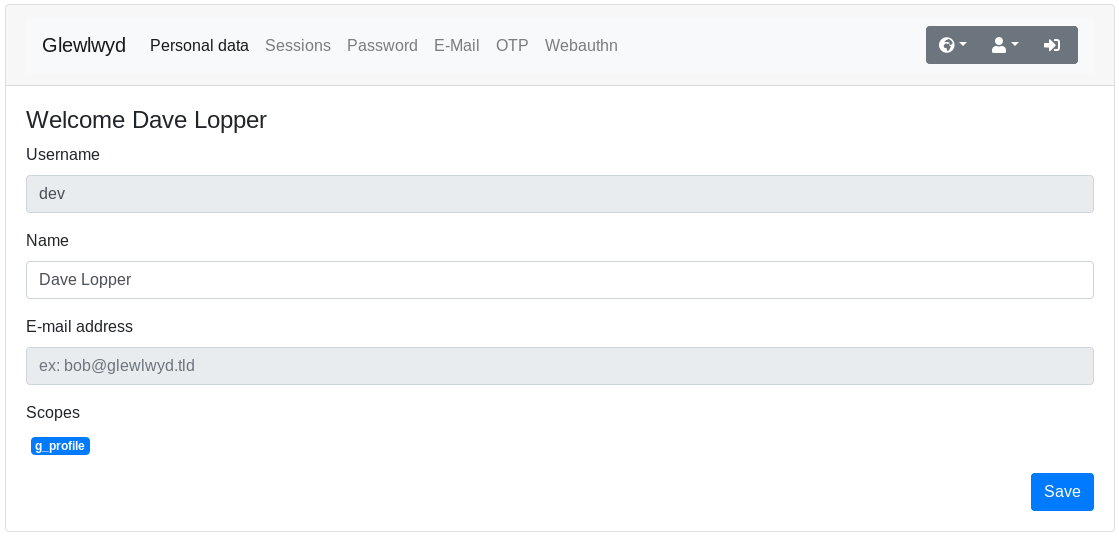 Glewlwyd Personal data Sessions Password E-Mail OTP Webauthn
Welcome Dave Lopper
Username
dev
Name
Dave Lopper
E-mail address
ex: bob@glewlwyd.tld
Scopes
g_profile
Save